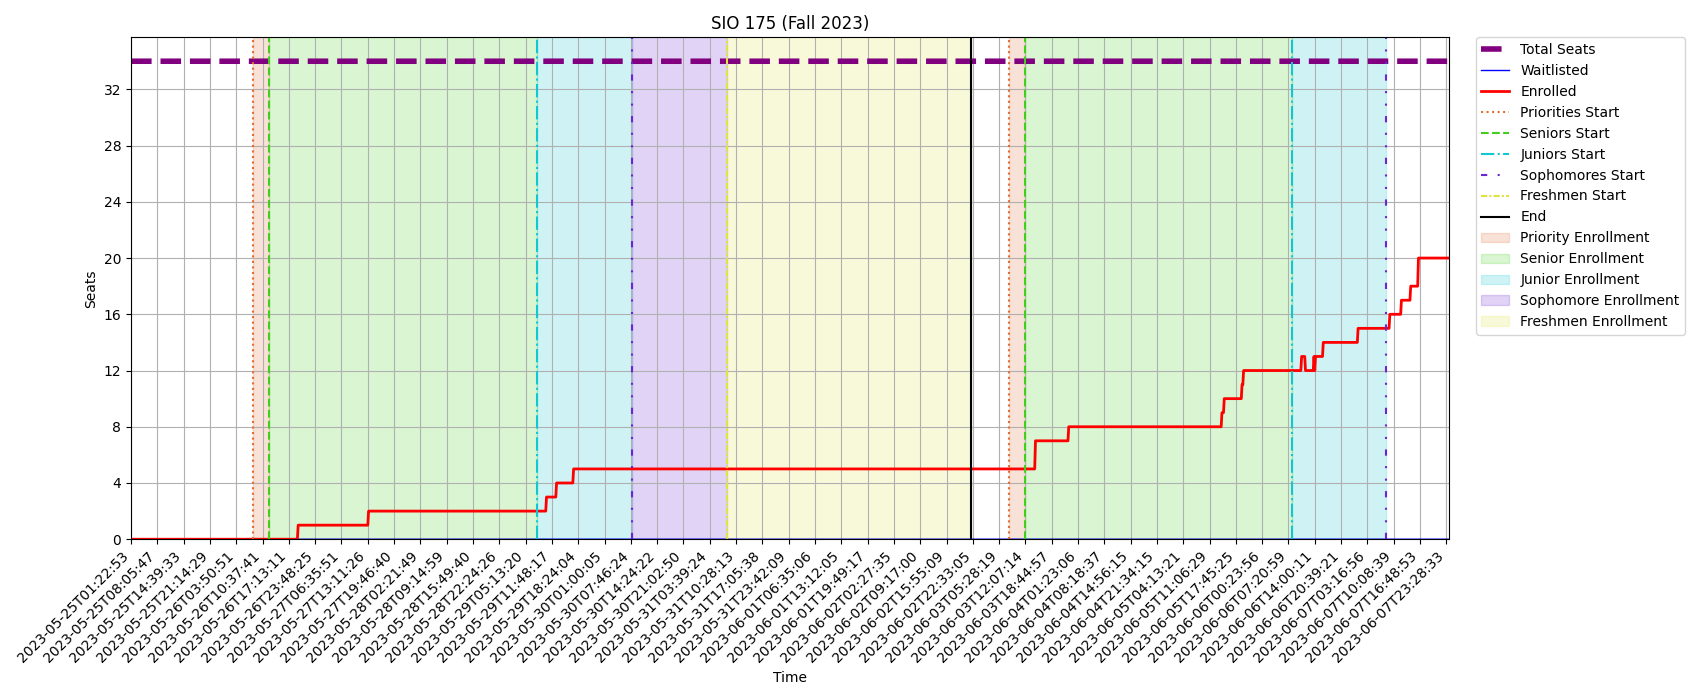 SIO 175 (Fall 2023)
Seats
32
28
24
20
16
12
8
4
0
2023-05-25T01:22:53
2023-05-25T08:05:47
2023-05-25T14:39:33
2023-05-25T21:14:29
2023-05-26T03:50:51
2023-05-26T10:37:41
2023-05-26T17:13:11
2023-05-26T23:48:25
2023-05-27T06:35:51
2023-05-27T13:11:26
2023-05-27T19:46:40
2023-05-28T02:21:49
2023-05-28T09:14:59
2023-05-28T15:49:40
2023-05-28T22:24:26
2023-05-29T05:13:20
2023-05-29T11:48:17
2023-05-29T18:24:04
2023-05-30T01:00:05
2023-05-30T07:46:24
2023-05-30T14:24:22
2023-05-30T21:02:50
2023-05-31T03:39:24
2023-05-31T10:28:13
2023-05-31T17:05:38
2023-05-31T23:42:09
2023-06-01T06:35:06
2023-06-01T13:12:05
2023-06-01T19:49:17
2023-06-02T02:27:35
2023-06-02T09:17:00
2023-06-02T15:55:09
2023-06-02T22:33:05
2023-06-03T05:28:19
2023-06-03T12:07:14
2023-06-03T18:44:57
2023-06-04T01:23:06
2023-06-04T08:18:37
2023-06-04T14:56:15
2023-06-04T21:34:15
2023-06-05T04:13:21
2023-06-05T11:06:29
2023-06-05T17:45:25
2023-06-06T00:23:56
2023-06-06T07:20:59
2023-06-06T14:00:11
2023-06-06T20:39:21
2023-06-07T03:16:56
2023-06-07T10:08:39
2023-06-07T16:48:53
2023-06-07T23:28:33
Time
Total Seats
Waitlisted
Enrolled
Priorities Start
Seniors Start
Juniors Start
Sophomores Start
Freshmen Start
End
Priority Enrollment
Senior Enrollment
Junior Enrollment
Sophomore Enrollment
Freshmen Enrollment